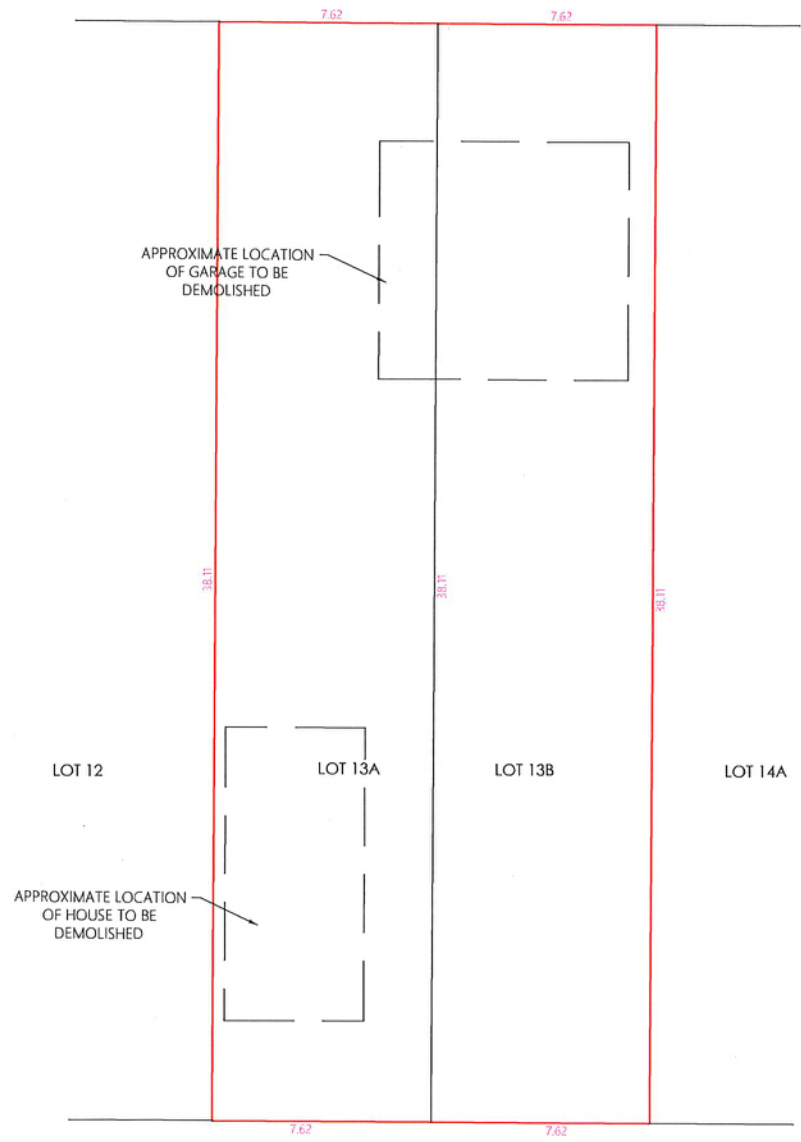 7.62
7.62
APPROXIMATE LOCATION
OF GARAGE TO BE
DEMOLISHED
38.11
38.11
38.11
LOT 12
LOT 13A
LOT 13B
LOT 14A
APPROXIMATE LOCATION
OF HOUSE TO BE
DEMOLISHED
7.62
7.62